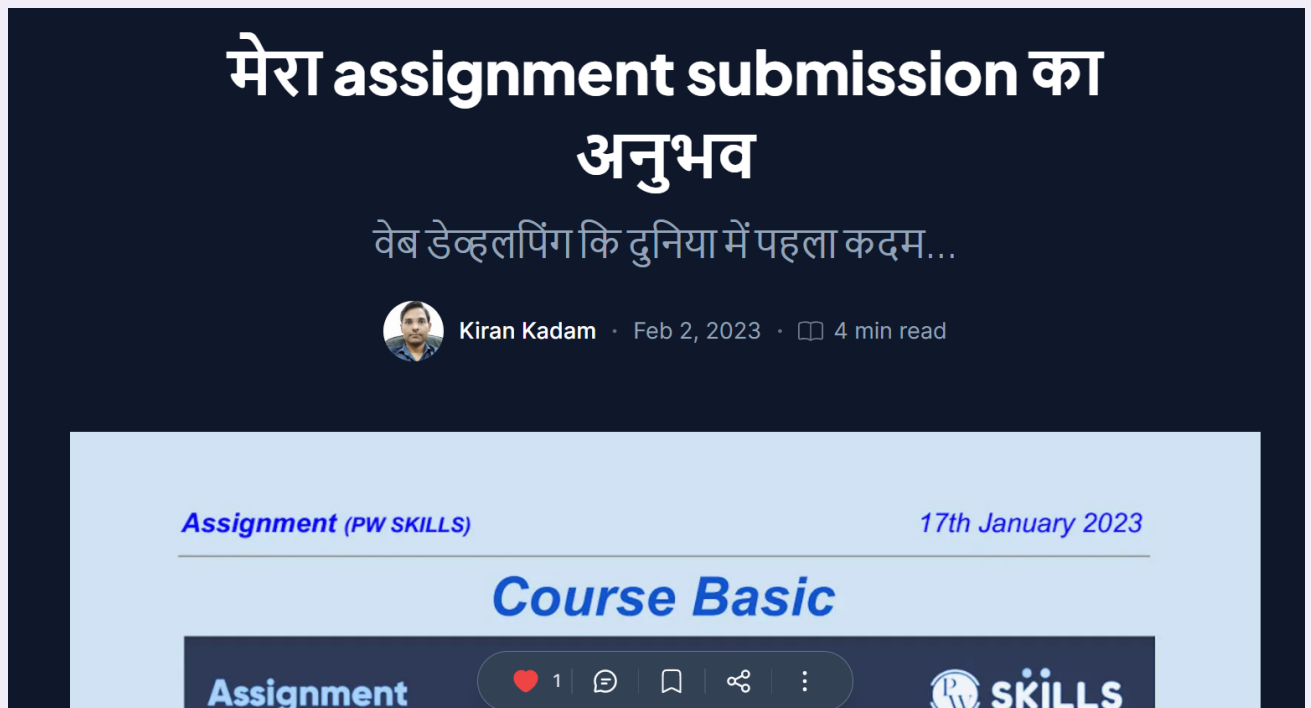 मेरा assignment submission का
अनुभव
वेब डेव्हलपिंग कि दुनिया में पहला कदम...
Kiran Kadam · Feb 2, 2023 · 4 min read
Assignment (PW SKILLS) 17th January 2023
Course Basic
Assignment PW SKILLS
1